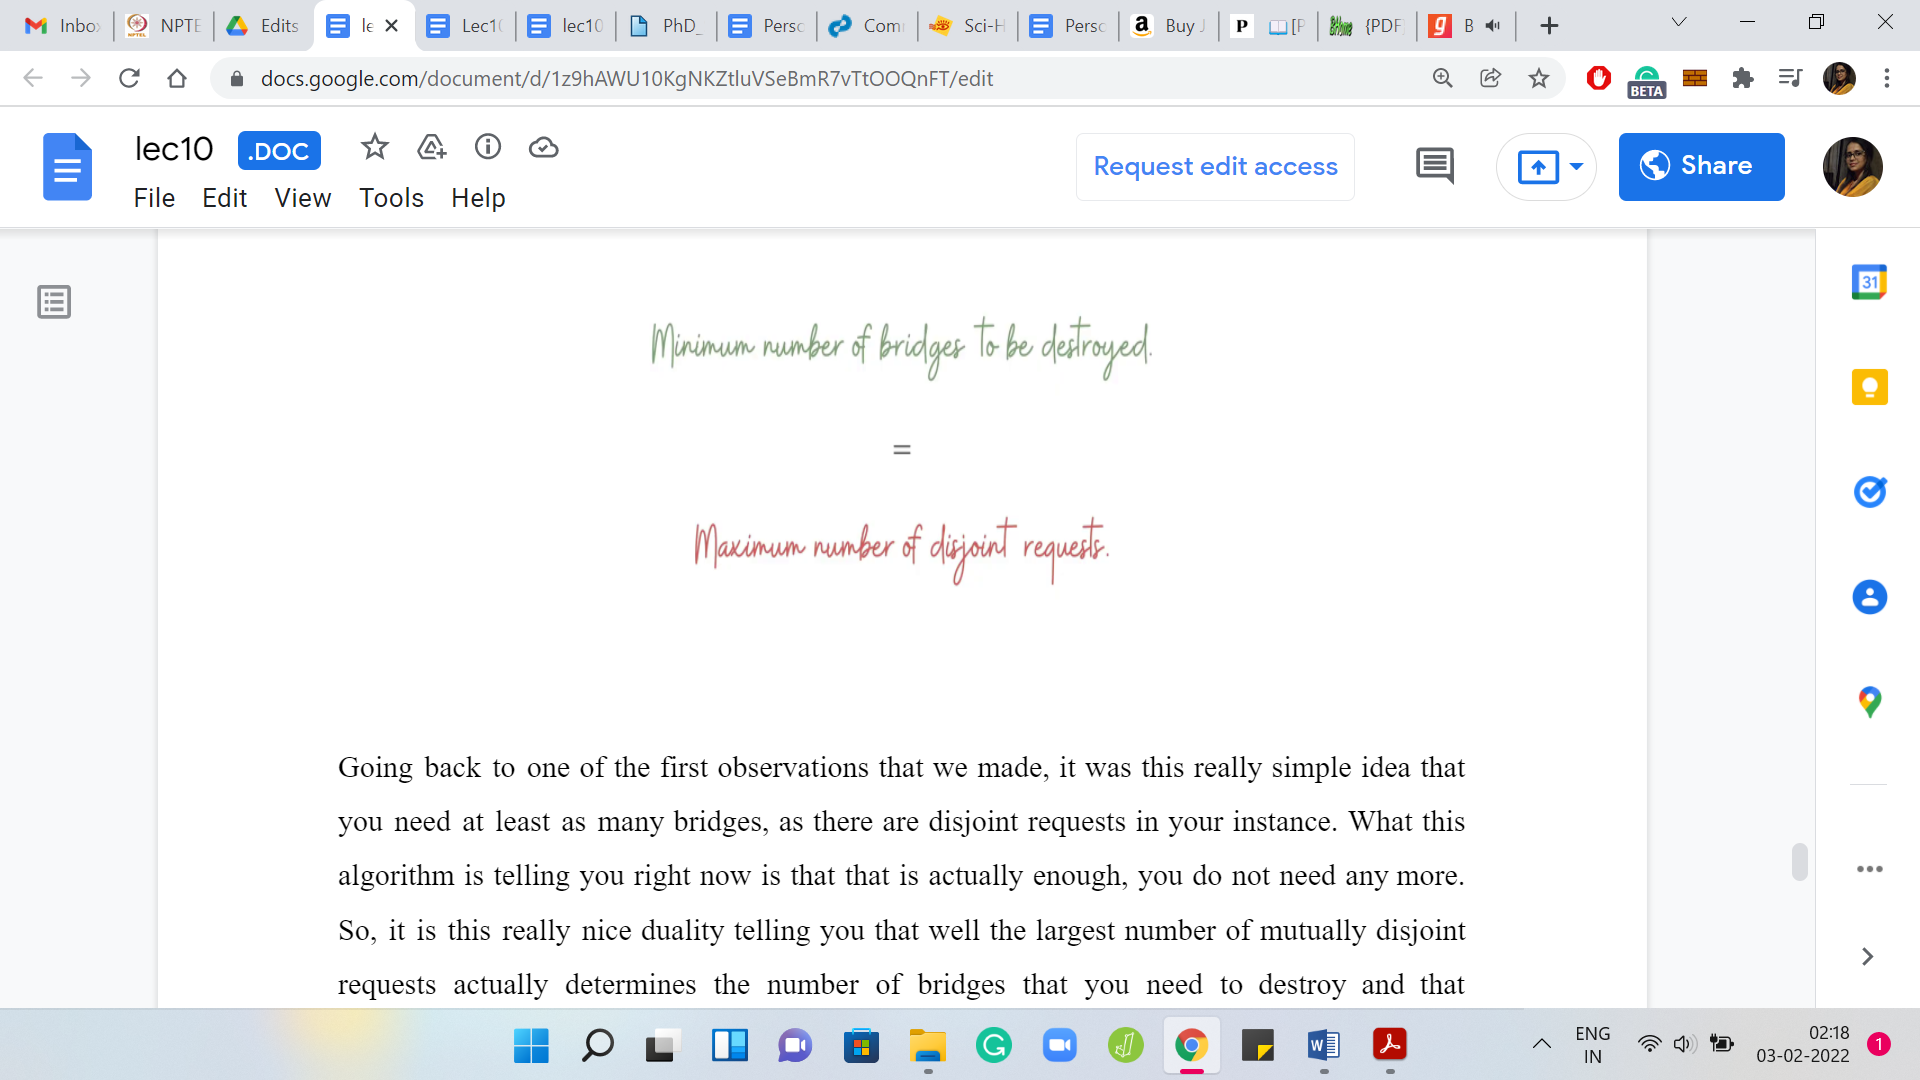 Inbo
NPTE
Edits
le
Lec1
lec10
PhD_
Perso
Com
Sci-H
Perso
Buy J
{PDF
B
docs.google.com/document/d/1z9hAWU10KgNKZtluVSeBmR7vTtOOQnFT/edit
BETA
lec10 .DOC
Request edit access
Share
File Edit View Tools Help
31
Minimum number of bridges to be destroyed.
=
Maximum number of disjoint requests.
Going back to one of the first observations that we made, it was this really simple idea that
you need at least as many bridges, as there are disjoint requests in your instance. What this
algorithm is telling you right now is that that is actually enough, you do not need any more.
So, it is this really nice duality telling you that well the largest number of mutually disjoint
requests actually determines the number of bridges that you need to destroy and that
ENG
IN
02:18
03-02-2022
1